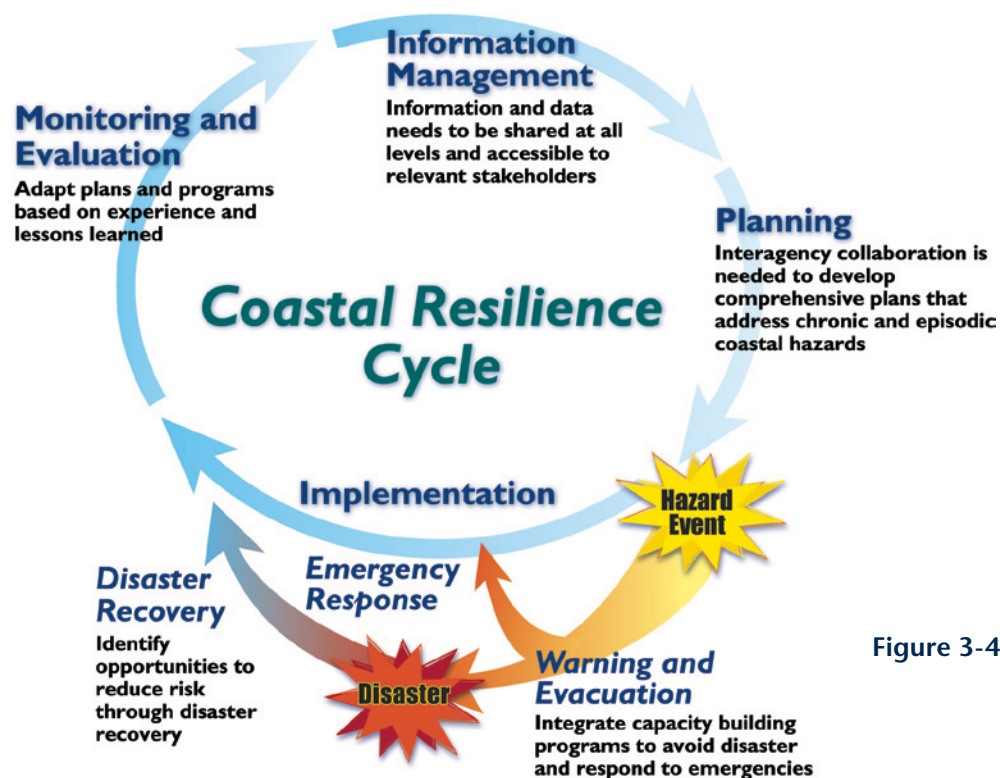 Information
Management
Information and data
needs to be shared at all
levels and accessible to
relevant stakeholders
Monitoring and
Evaluation
Adapt plans and programs
based on experience and
lessons learned
Planning
Interagency collaboration is
needed to develop
comprehensive plans that
address chronic and episodic
coastal hazards
Coastal Resilience
Cycle
Hazard
Event
Implementation
Emergency
Response
Disaster
Recovery
Identify
opportunities to
reduce risk
through disaster
recovery
Disaster
Warning and
Evacuation
Integrate capacity building
programs to avoid disaster
and respond to emergencies
Figure 3-4